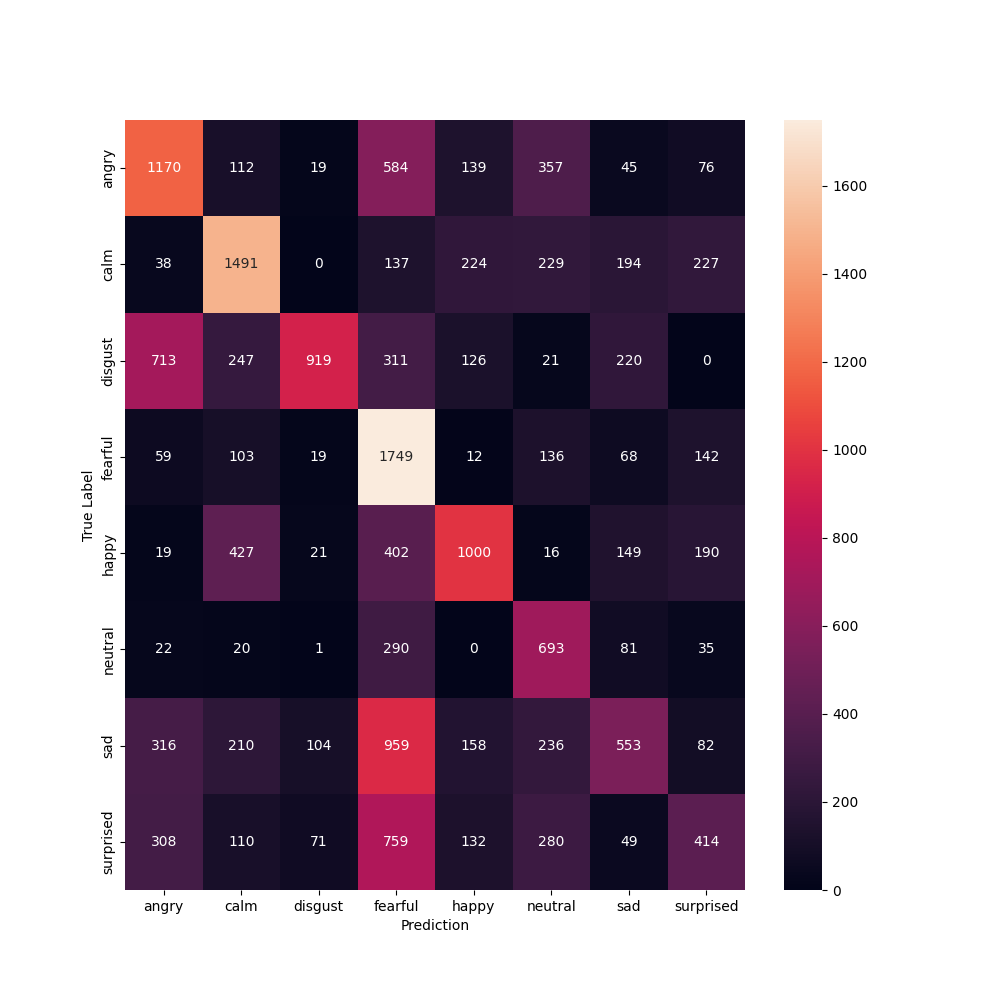 angry 1170 112 19 584 139 357 45 76
calm 38 1491 0 137 224 229 194 227
disgust 713 247 919 311 126 21 220 0
fearful 59 103 19 1749 12 136 68 142
happy 19 427 21 402 1000 16 149 190
neutral 22 20 1 290 0 693 81 35
sad 316 210 104 959 158 236 553 82
surprised 308 110 71 759 132 280 49 414
True Label
angry calm disgust fearful happy neutral sad surprised
Prediction
1600
1400
1200
1000
800
600
400
200
0